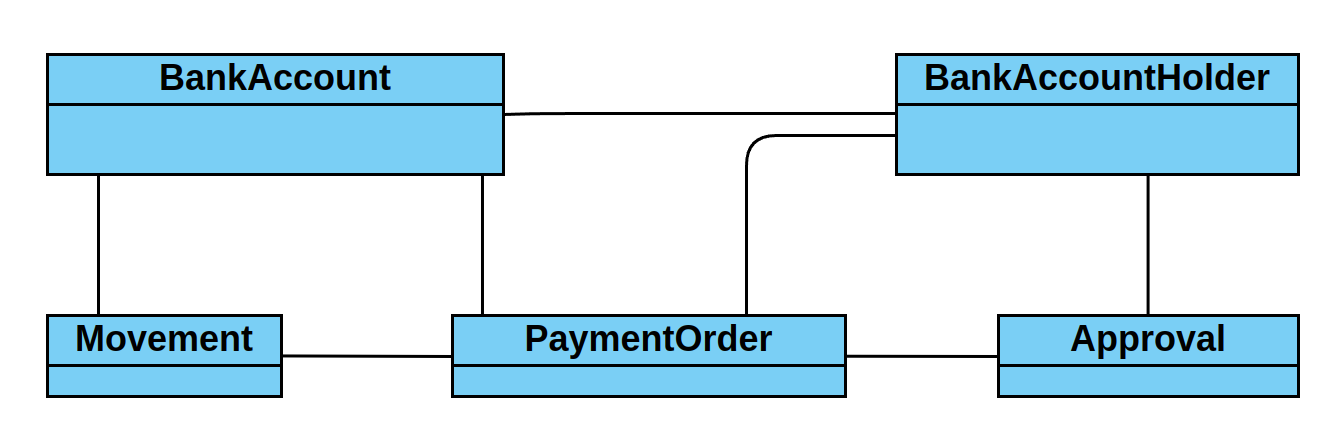 BankAccount
BankAccountHolder
Movement
PaymentOrder
Approval